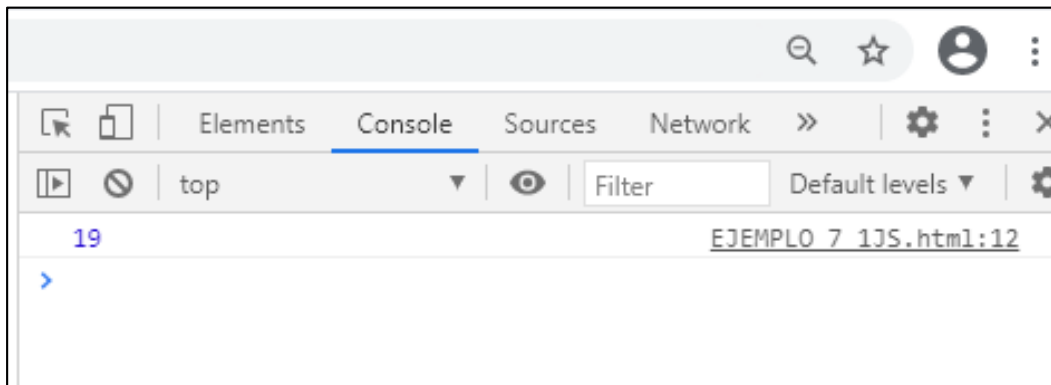 Elements Console Sources Network »
top Filter Default levels
19 EJEMPLO 7 1JS.html:12